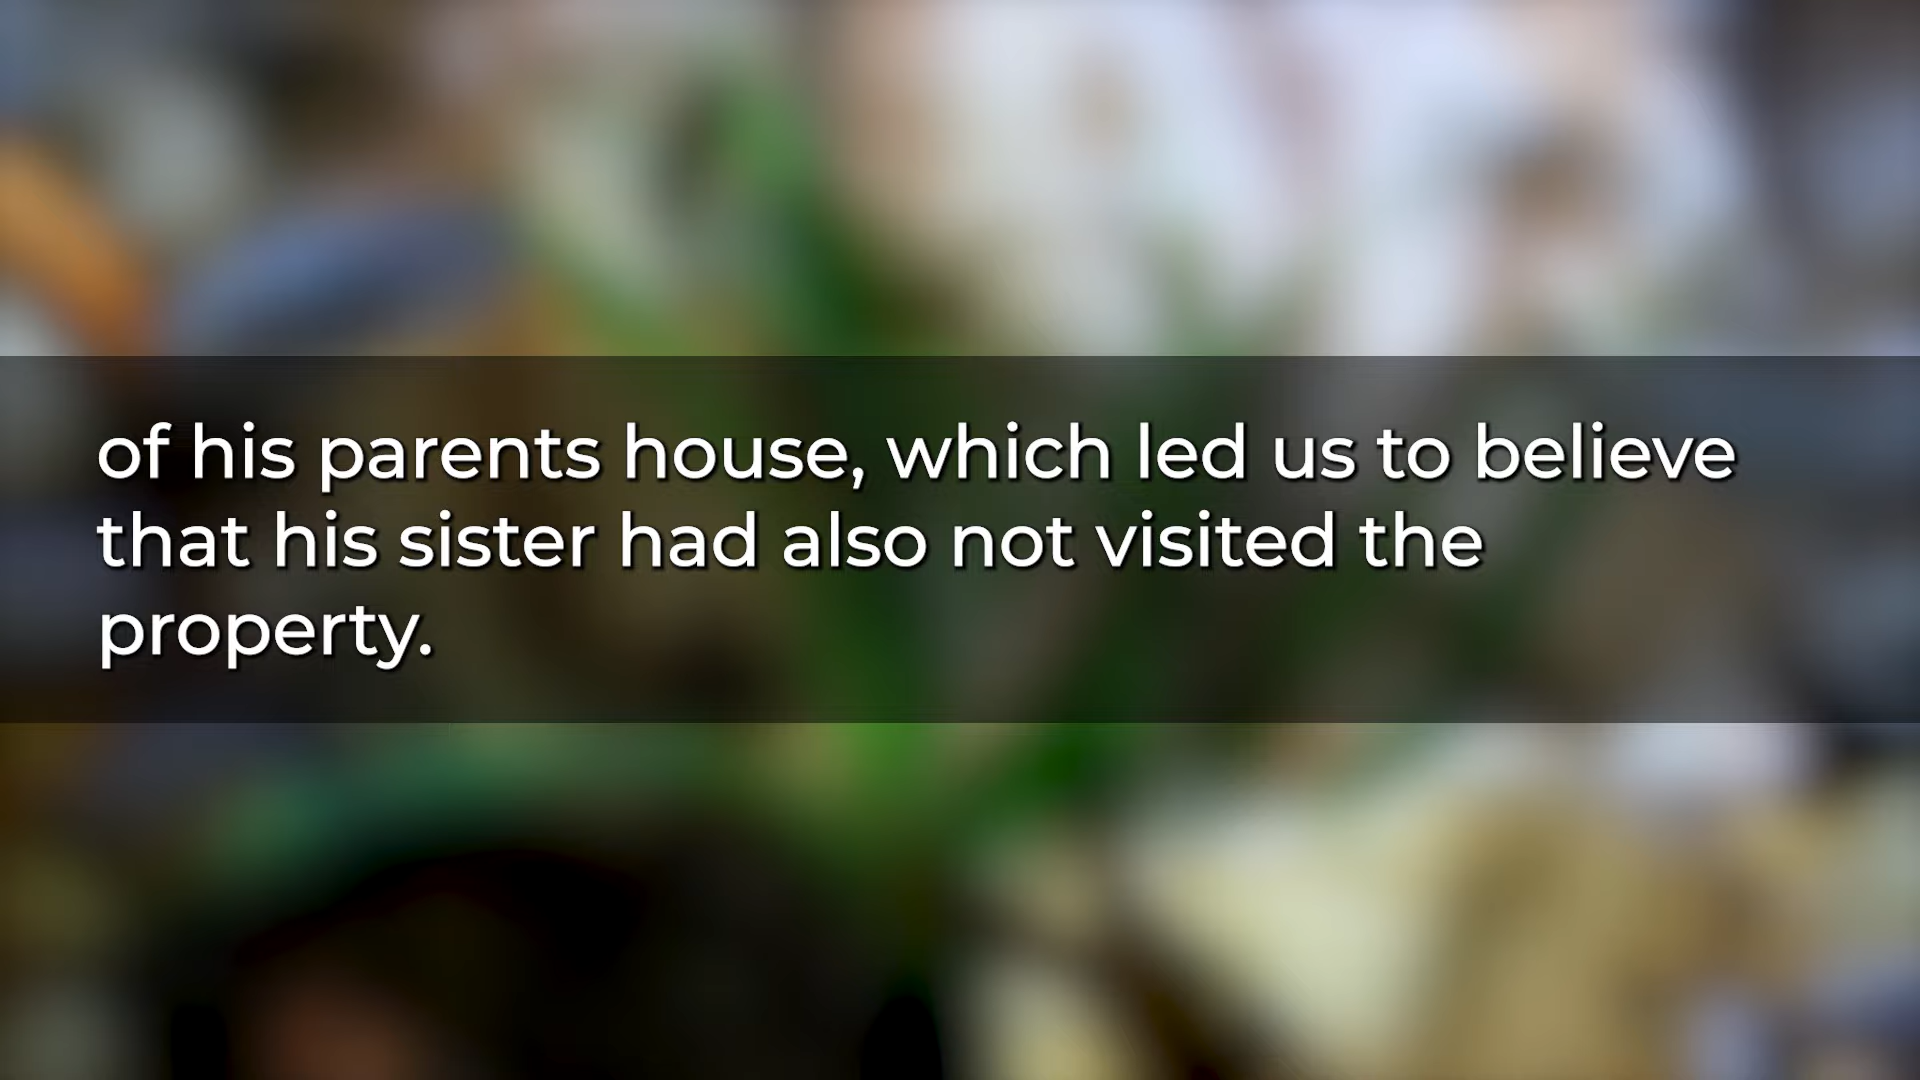 of his parents house, which led us to believe
that his sister had also not visited the
property.